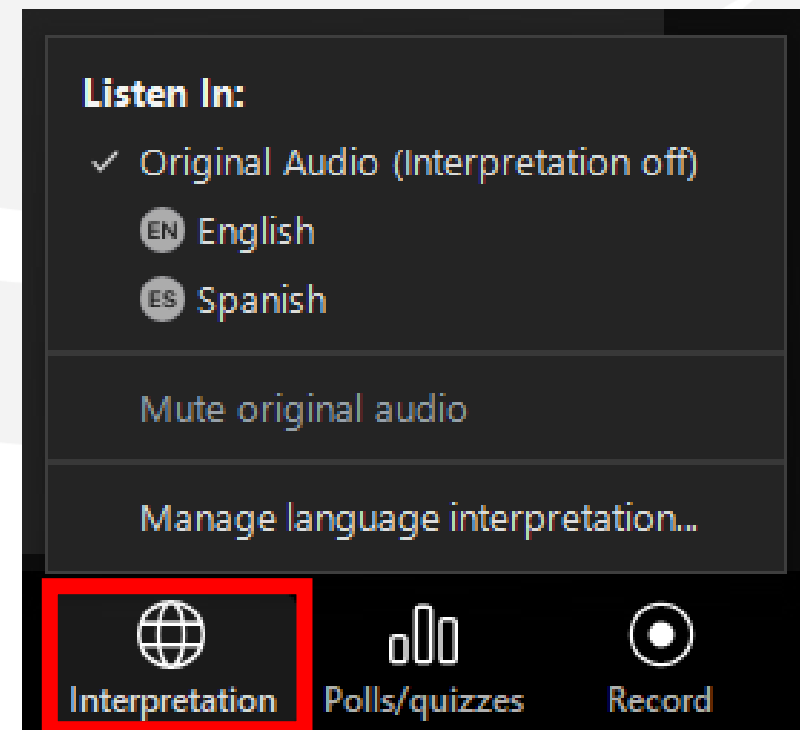 Listen In:
Original Audio (Interpretation off)
EN English
ES Spanish
Mute original audio
Manage language interpretation...
Interpretation Polls/quizzes Record